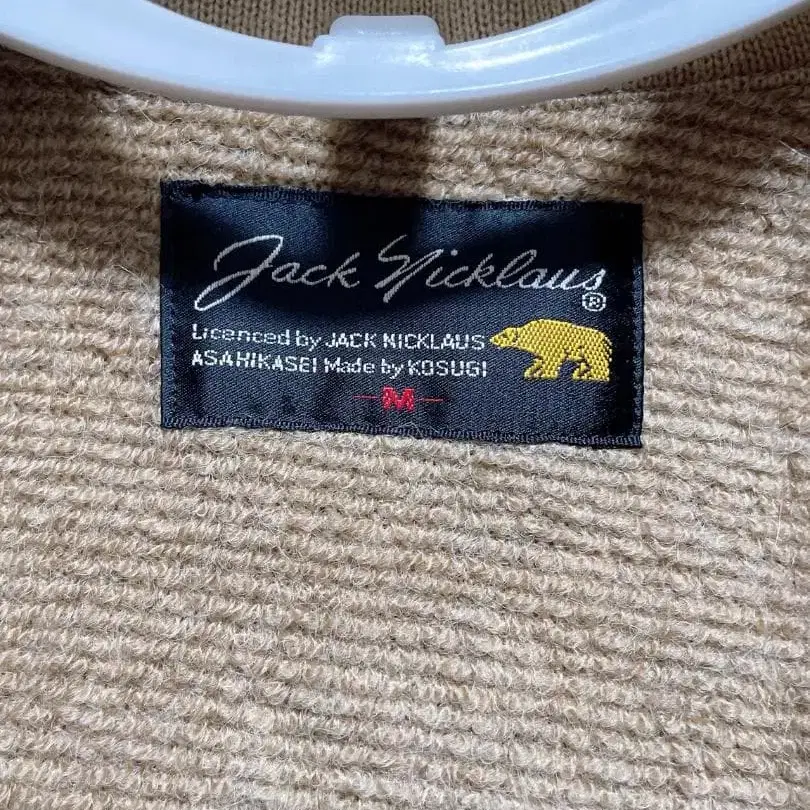 Jack Nicklaus
®
Licenced by JACK NICKLAUS
ASAHIKASEI Made by KOSUGI
M